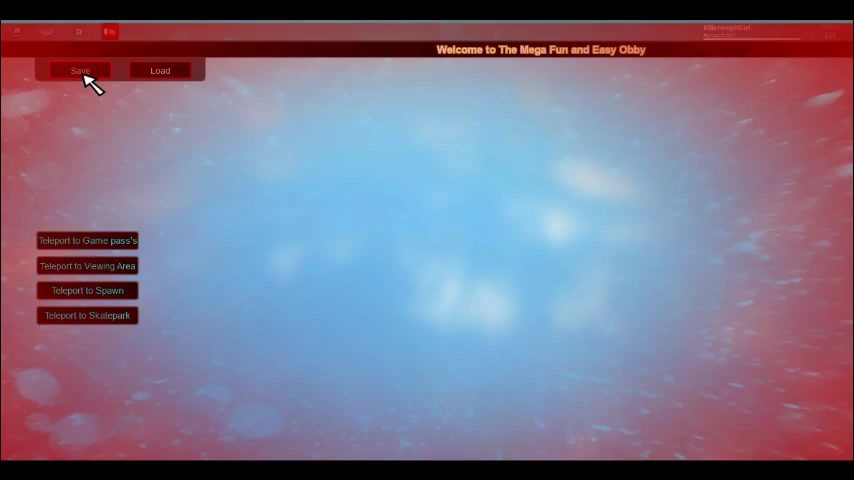 Welcome to The Mega Fun and Easy Obby
Save
Load
Teleport to Game pass's
Teleport to Viewing Area
Teleport to Spawn
Teleport to Skatepark